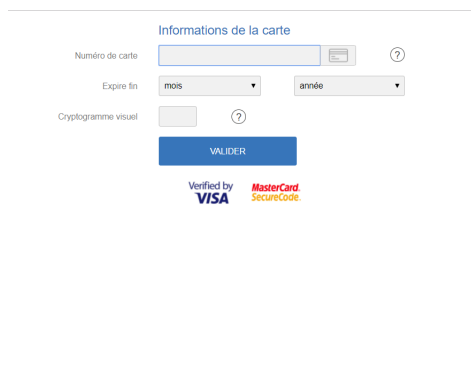 Informations de la carte
Numéro de carte
?
Expire fin mois année
Cryptogramme visuel ?
VALIDER
Verified by VISA
MasterCard. SecureCode.